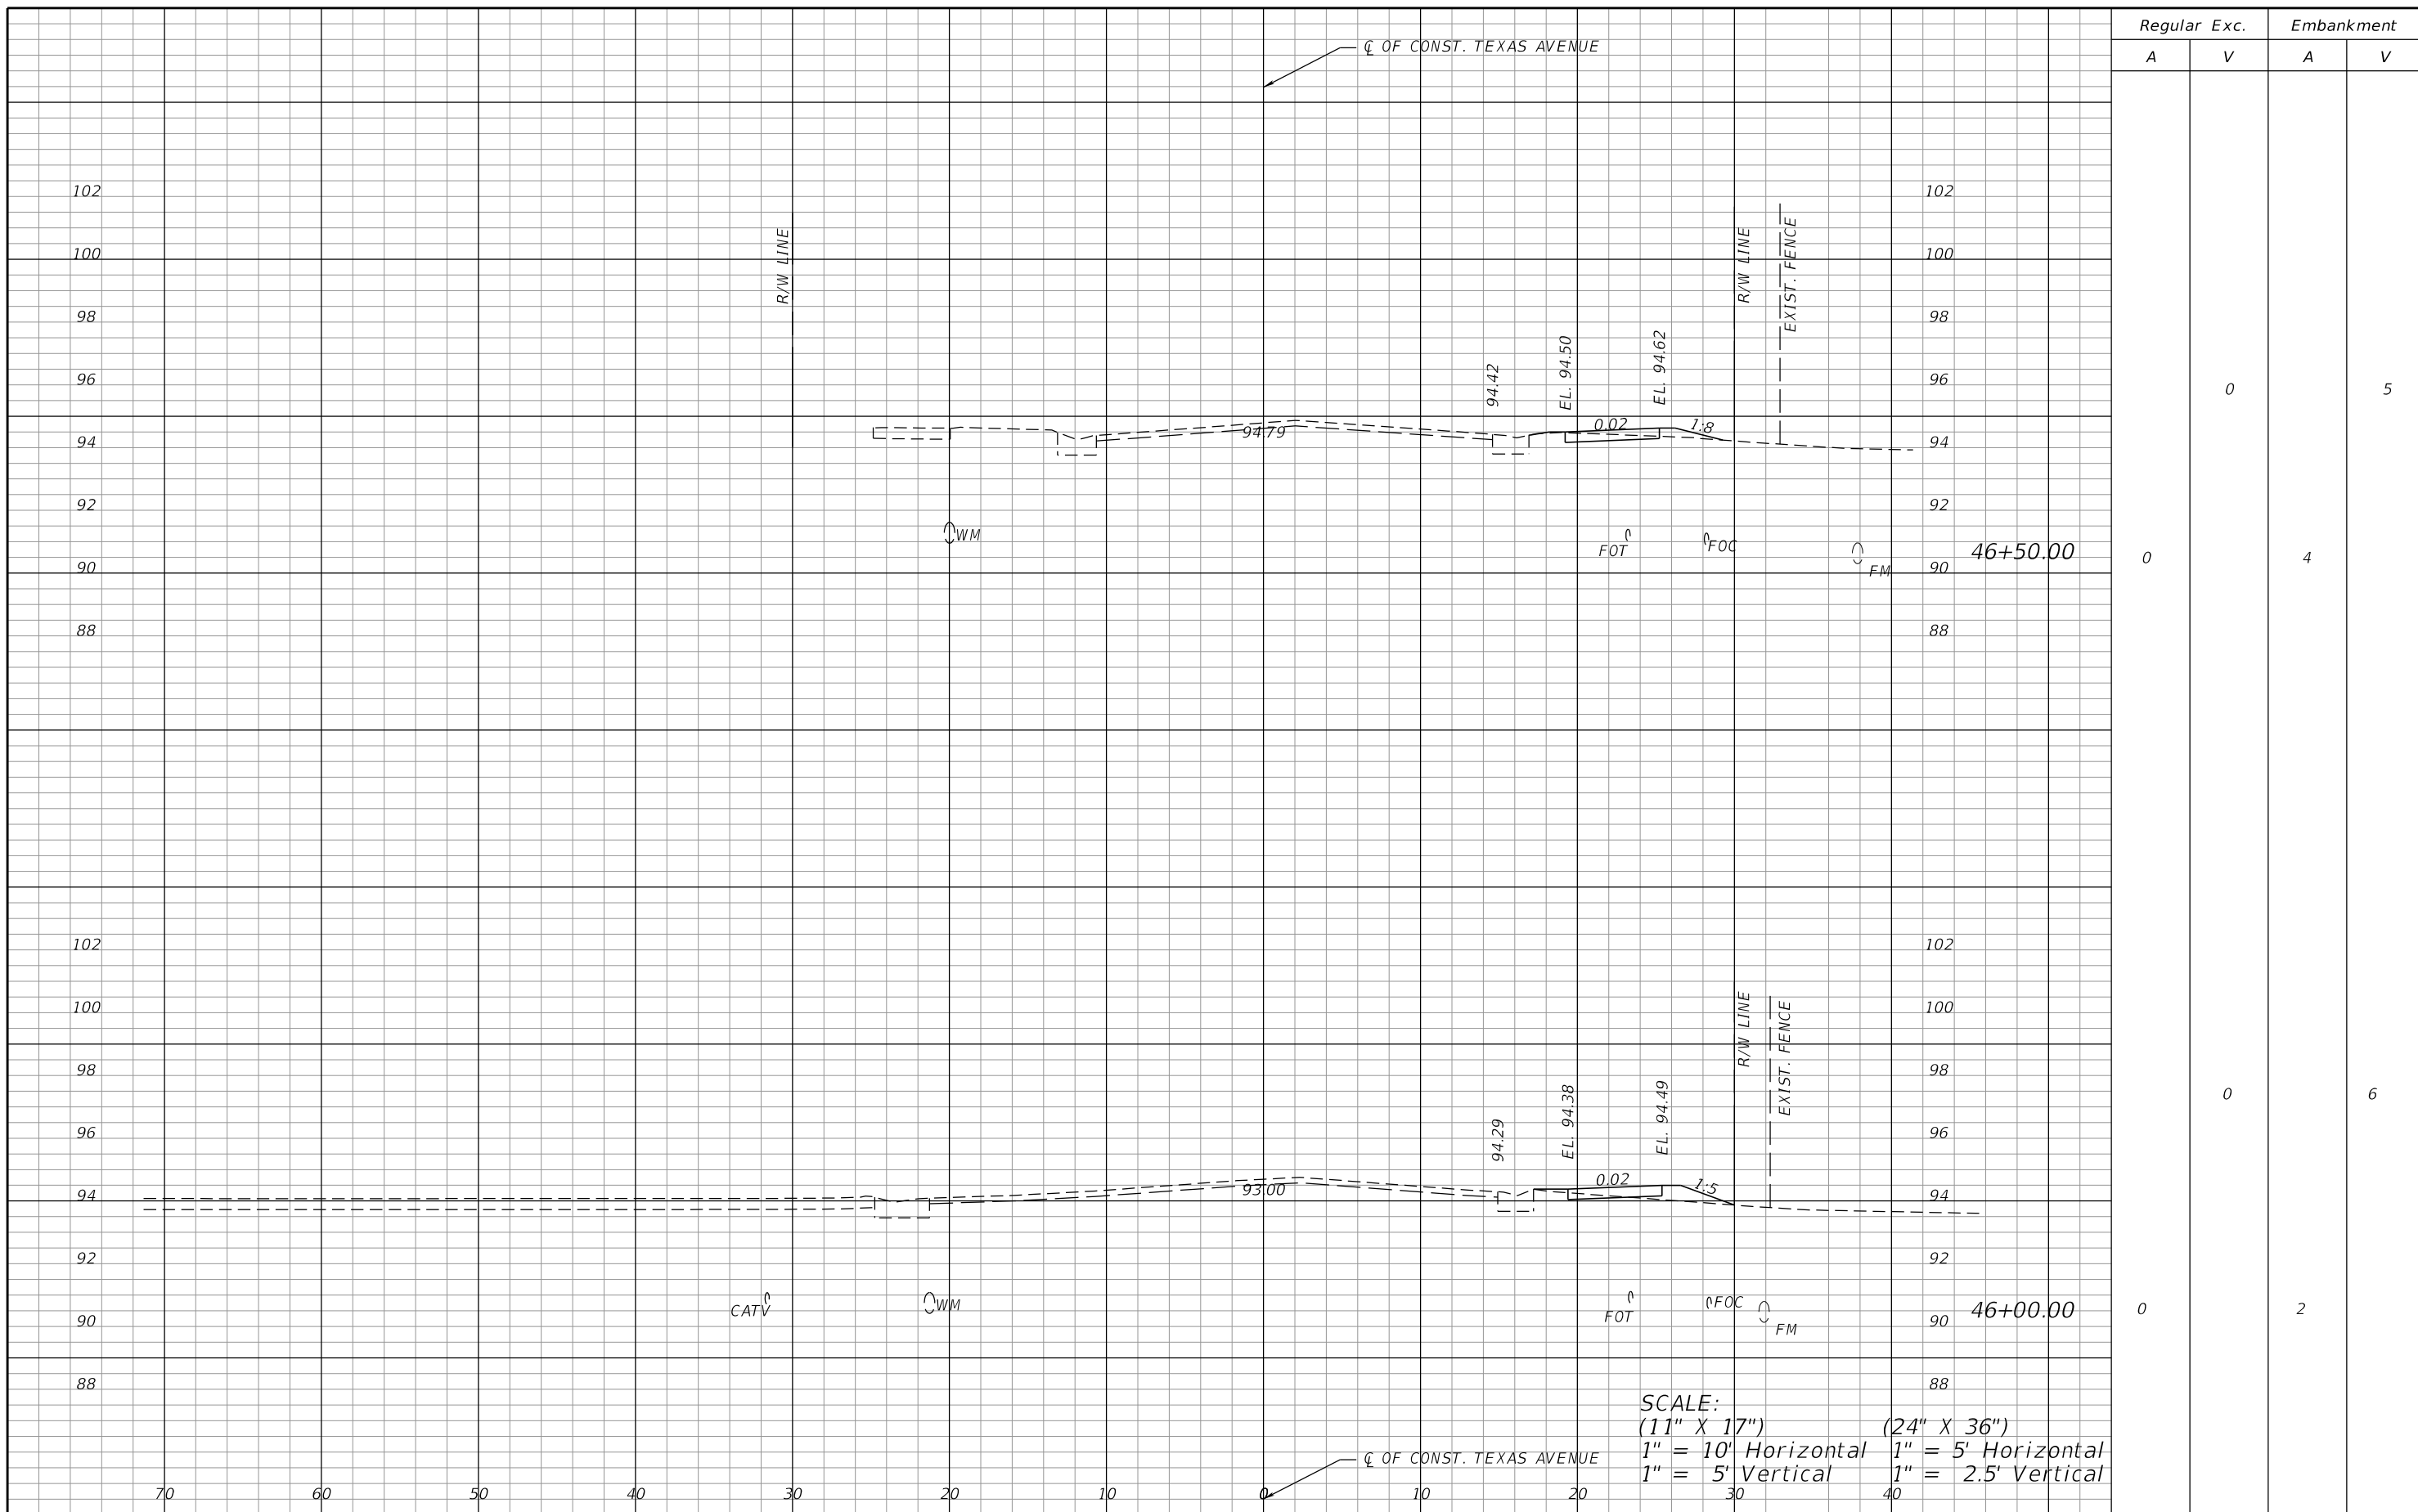 Regular Exc. Embankment
A V A V
℄ OF CONST. TEXAS AVENUE
102 102
R/W LINE R/W LINE EXIST. FENCE
100 100
98 98
94.42 EL. 94.50 EL. 94.62
96 96 0 5
94 94.79 0.02 1:8 94
92 92
WM FOT FOC FM 46+50.00 0 4
90 90
88 88
102 102
R/W LINE EXIST. FENCE
100 100
98 98
94.29 EL. 94.38 EL. 94.49
0 6
96 96
94 93.00 0.02 1:5 94
92 92
CATV WM FOT FOC FM 46+00.00 0 2
90 90
88 88
SCALE:
(11" X 17") (24" X 36")
1" = 10' Horizontal 1" = 5' Horizontal
1" = 5' Vertical 1" = 2.5' Vertical
℄ OF CONST. TEXAS AVENUE
70 60 50 40 30 20 10 0 10 20 30 40